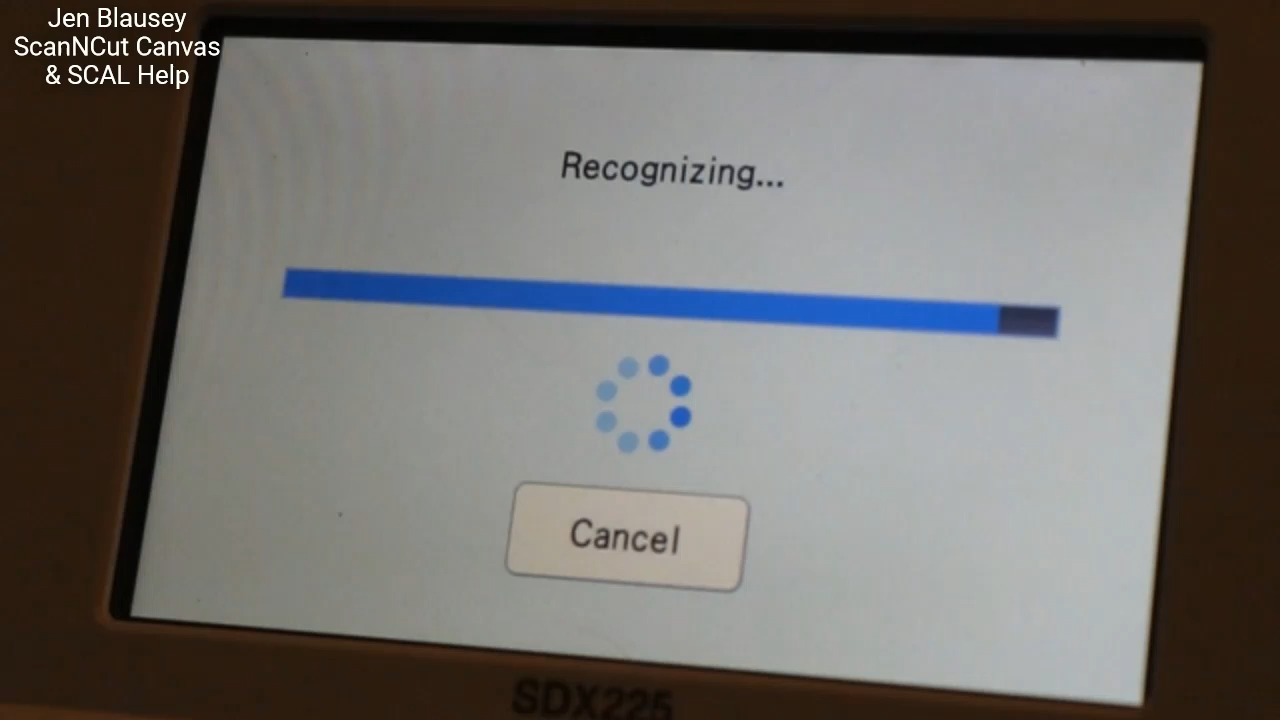 Jen Blausey
ScanNCut Canvas
& SCAL Help
Recognizing...
Cancel
SDX225